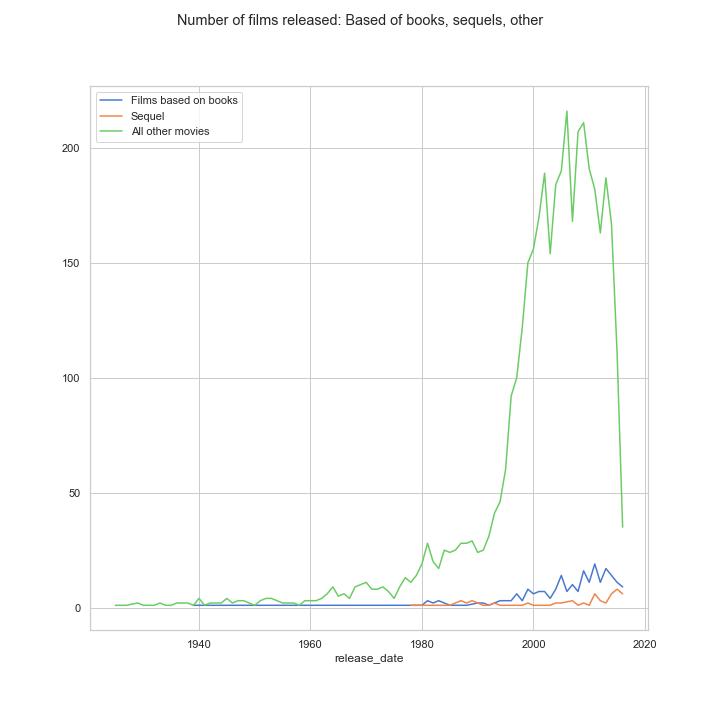 Number of films released: Based of books, sequels, other
Films based on books
Sequel
All other movies
200
150
100
50
0
1940 1960 1980 2000 2020
release_date